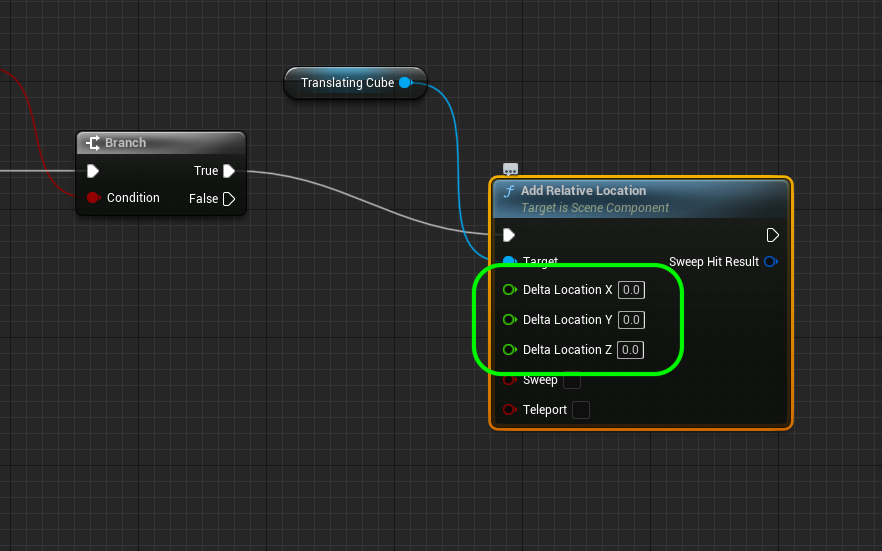 Translating Cube
Branch
True
Condition
False
Add Relative Location
Target is Scene Component
Target
Sweep Hit Result
Delta Location X 0.0
Delta Location Y 0.0
Delta Location Z 0.0
Sweep
Teleport